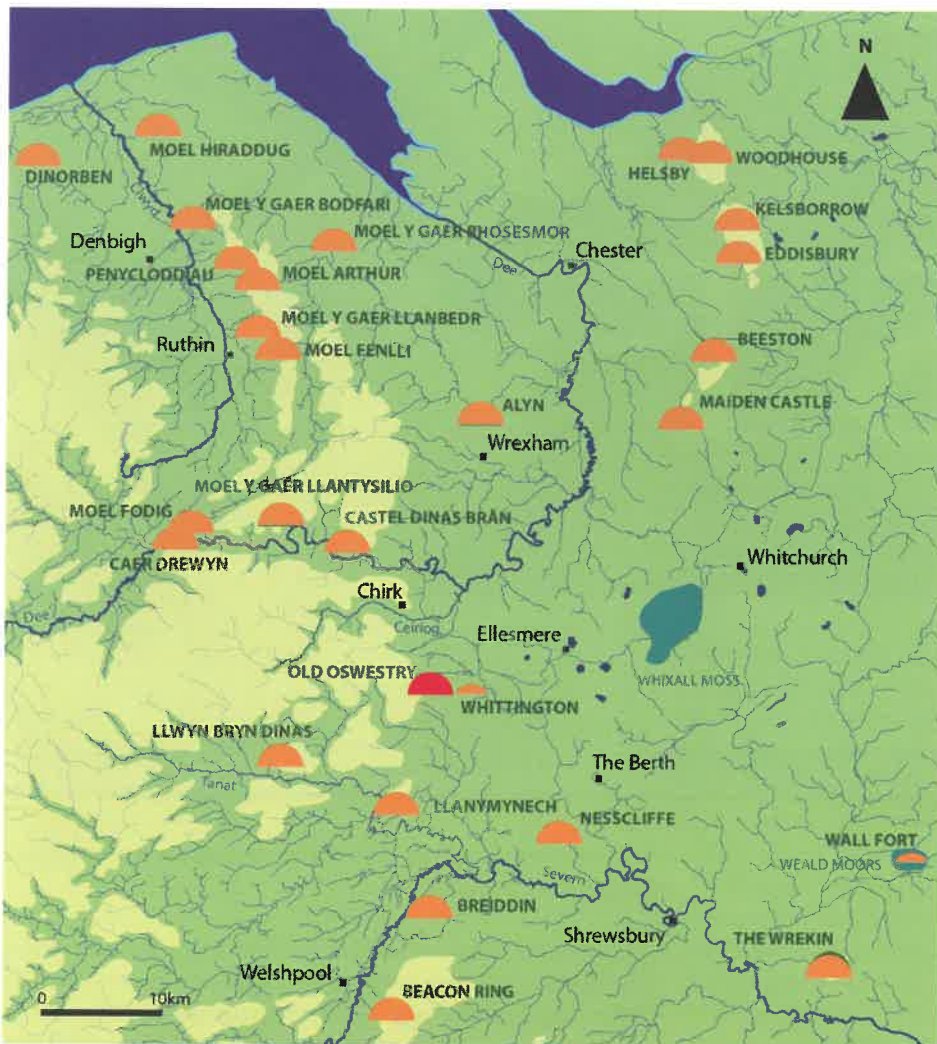 N
MOEL HIRADDUG
DINORBEN
HELSBY
WOODHOUSE
Clwyd
MOEL Y GAER BODFARI
KELSBORROW
MOEL Y GAER RHOSESMOR
Denbigh
Chester
EDDISBURY
PENYCLODDIAU
MOEL ARTHUR
Dee
MOEL Y GAER LLANBEDR
Ruthin
MOEL FENLLI
BEESTON
ALYN
MAIDEN CASTLE
Wrexham
MOEL Y GAER LLANTYSILIO
MOEL FODIG
CASTEL DINAS BRÂN
CAER DREWYN
Whitchurch
Chirk
Dee
Ceiriog
Ellesmere
OLD OSWESTRY
WHIXALL MOSS
WHITTINGTON
LLWYN BRYN DINAS
The Berth
Tanat
LLANYMYNECH
NESSCLIFFE
WALL FORT
WEALD MOORS
Severn
BREIDDIN
Shrewsbury
THE WREKIN
Welshpool
BEACON RING
0 10km